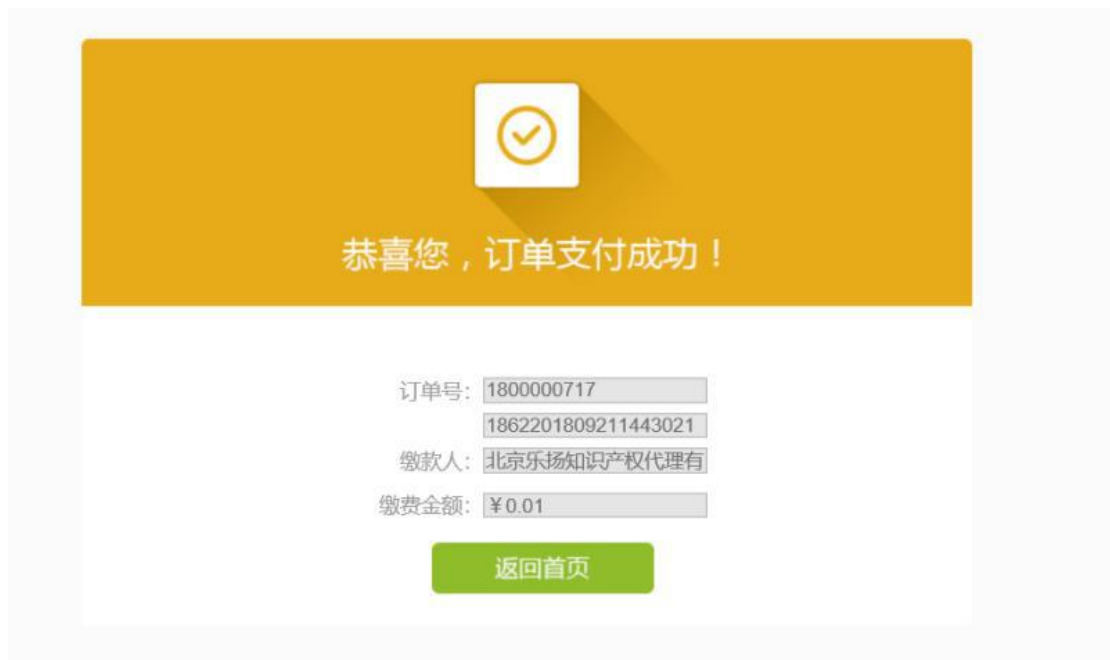 恭喜您，订单支付成功！
订单号：1800000717
1862201809211443021
缴款人：北京乐扬知识产权代理有
缴费金额：¥0.01
返回首页